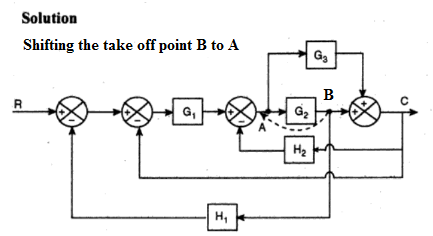 Solution
Shifting the take off point B to A
G₃
R
+
-
+
-
G₁
+
-
A
G₂
B
+
+
C
H₂
H₁